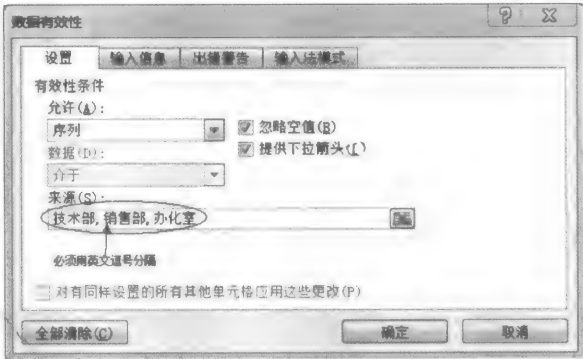 数据有效性
设置 输入信息 出错警告 输入法模式
有效性条件
允许(A):
序列 忽略空值(B)
数据(D): 提供下拉箭头(I)
介于
来源(S):
技术部, 销售部, 办化室
必须用英文逗号分隔
对有同样设置的所有其他单元格应用这些更改(P)
全部清除(C) 确定 取消